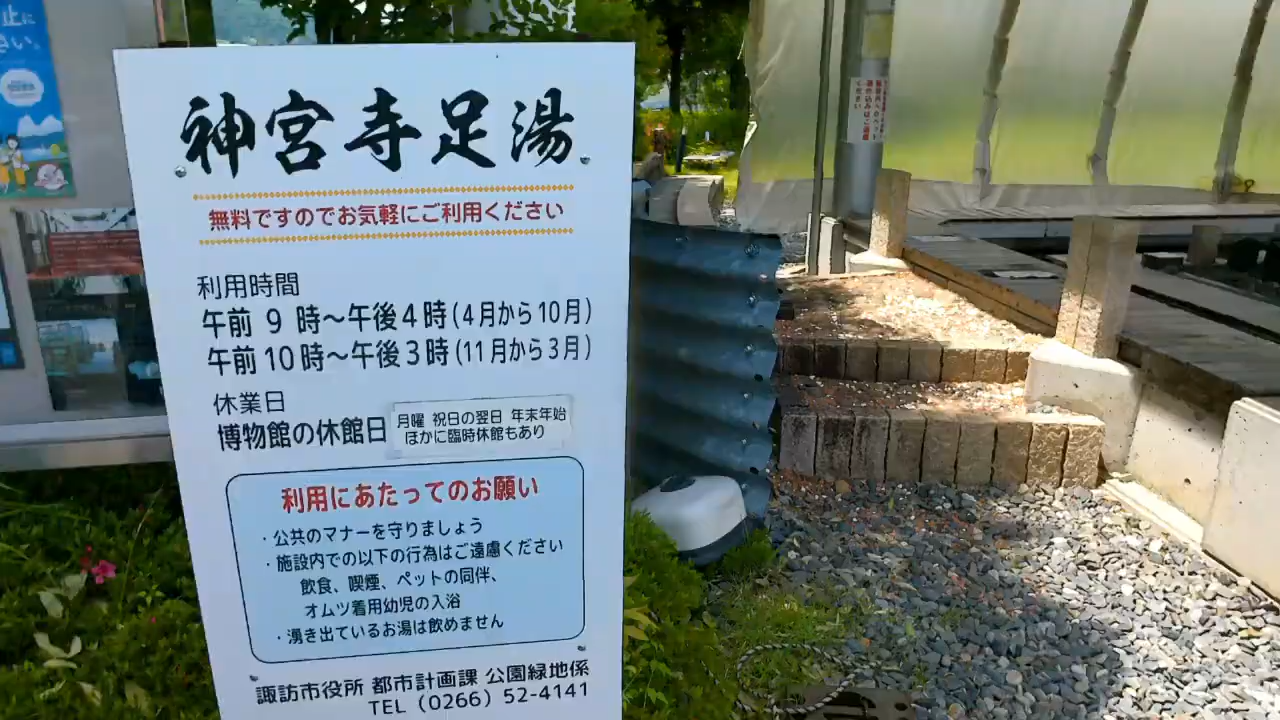 神宮寺足湯
無料ですのでお気軽にご利用ください
利用時間
午前 9 時～午後4時(4月から10月)
午前10時～午後3時(11月から3月)
休業日
博物館の休館日 月曜 祝日の翌日 年末年始
ほかに臨時休館もあり
利用にあたってのお願い
・公共のマナーを守りましょう
・施設内での以下の行為はご遠慮ください
飲食、喫煙、ペットの同伴、
オムツ着用幼児の入浴
・湧き出ているお湯は飲めません
諏訪市役所 都市計画課 公園緑地係
TEL（0266）52-4141
止に
さい。
ください